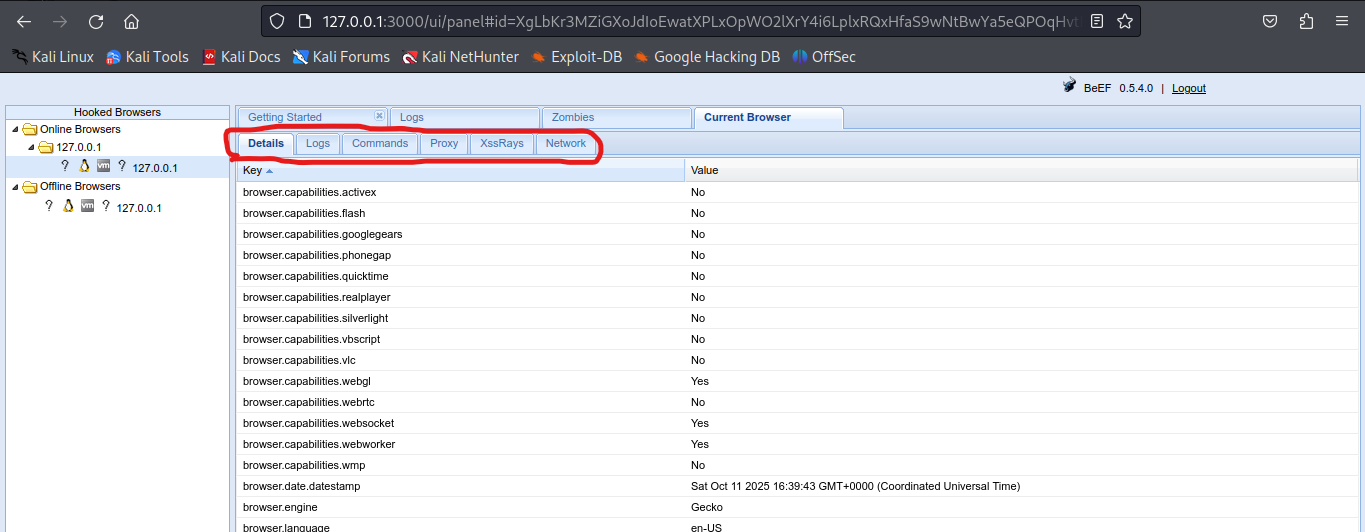 127.0.0.1:3000/ui/panel#id=XgLbKr3MZiGXoJdIoEwatXPLxOpWO2lXrY4i6LplxRQxHfaS9wNtBwYa5eQPOqHvt
Kali Linux Kali Tools Kali Docs Kali Forums Kali NetHunter Exploit-DB Google Hacking DB OffSec
BeEF 0.5.4.0 | Logout
Hooked Browsers
Online Browsers
127.0.0.1
? vm ? 127.0.0.1
Offline Browsers
? vm ? 127.0.0.1
Getting Started Logs Zombies Current Browser
Details Logs Commands Proxy XssRays Network
Key Value
browser.capabilities.activex No
browser.capabilities.flash No
browser.capabilities.googlegears No
browser.capabilities.phonegap No
browser.capabilities.quicktime No
browser.capabilities.realplayer No
browser.capabilities.silverlight No
browser.capabilities.vbscript No
browser.capabilities.vlc No
browser.capabilities.webgl Yes
browser.capabilities.webrtc No
browser.capabilities.websocket Yes
browser.capabilities.webworker Yes
browser.capabilities.wmp No
browser.date.datestamp Sat Oct 11 2025 16:39:43 GMT+0000 (Coordinated Universal Time)
browser.engine Gecko
browser.language en-US